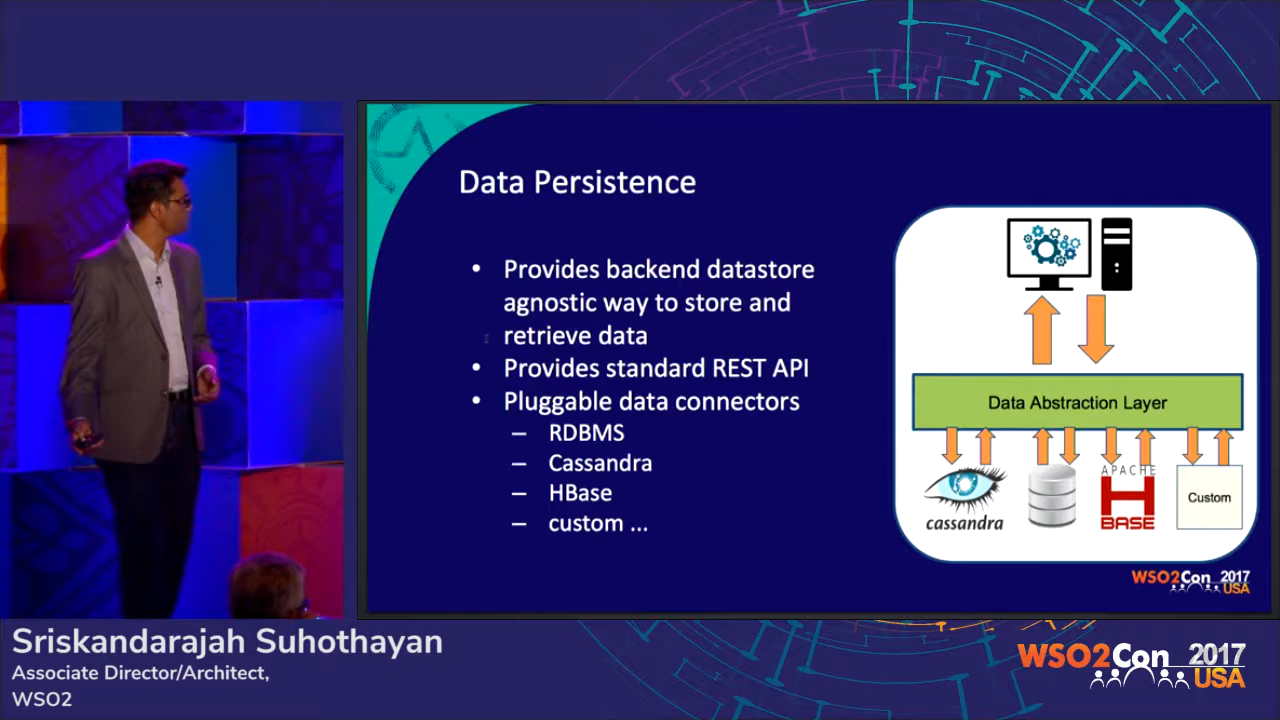 Data Persistence
• Provides backend datastore
agnostic way to store and
retrieve data
• Provides standard REST API
• Pluggable data connectors
– RDBMS
– Cassandra
– HBase
– custom ...
Data Abstraction Layer
cassandra
APACHE
HBASE
Custom
WSO2Con 2017
USA
Sriskandarajah Suhothayan
Associate Director/Architect,
WSO2
WSO2Con 2017
USA